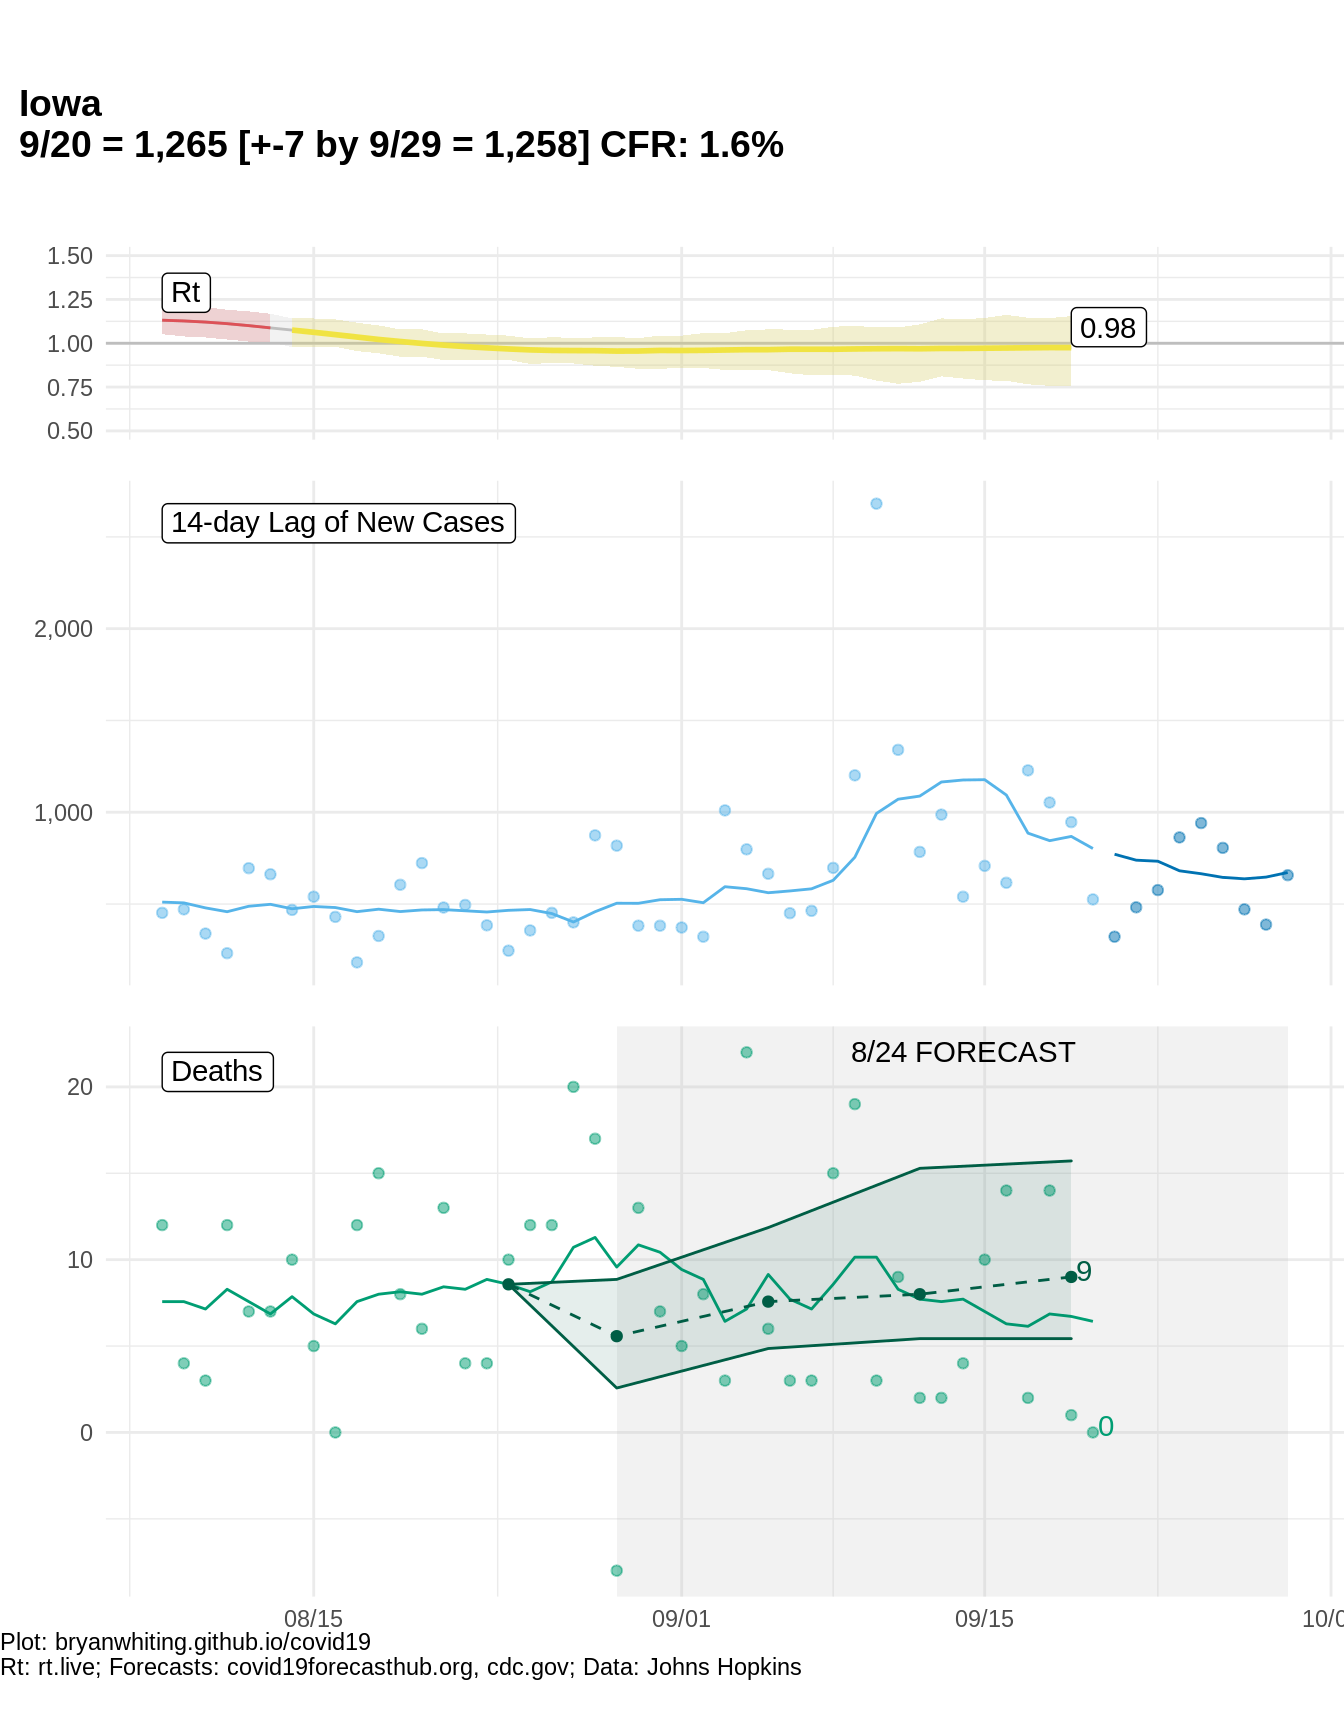 Iowa
9/20 = 1,265 [+-7 by 9/29 = 1,258] CFR: 1.6%
1.50
1.25
1.00
0.75
0.50
Rt
0.98
14-day Lag of New Cases
2,000
1,000
Deaths
8/24 FORECAST
20
10
0
9
0
08/15
09/01
09/15
10/0
Plot: bryanwhiting.github.io/covid19
Rt: rt.live; Forecasts: covid19forecasthub.org, cdc.gov; Data: Johns Hopkins